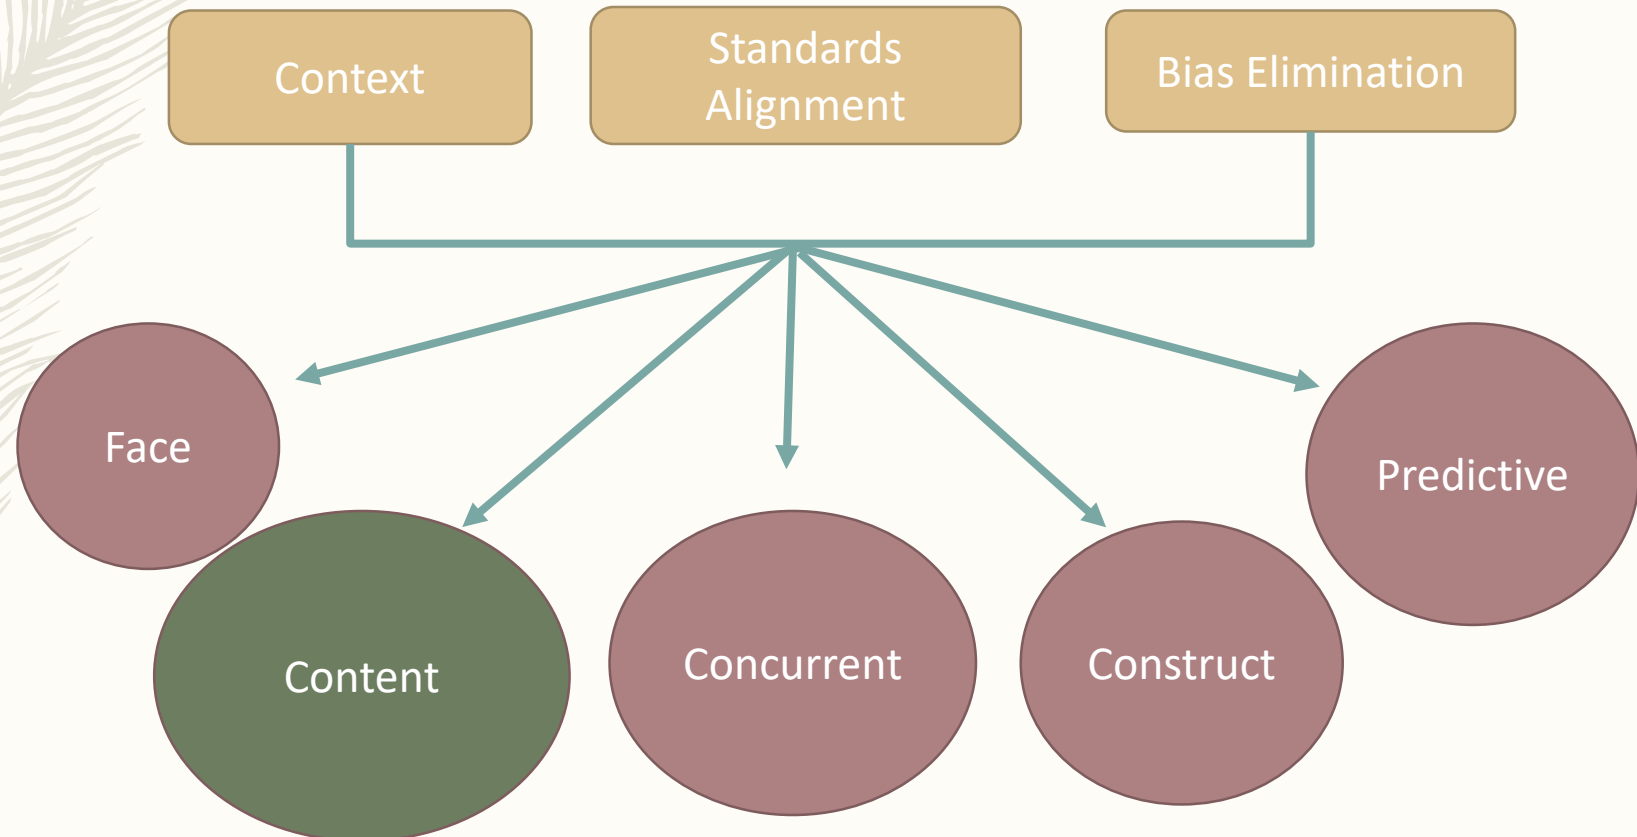 Context
Standards
Alignment
Bias Elimination
Face
Predictive
Content
Concurrent
Construct